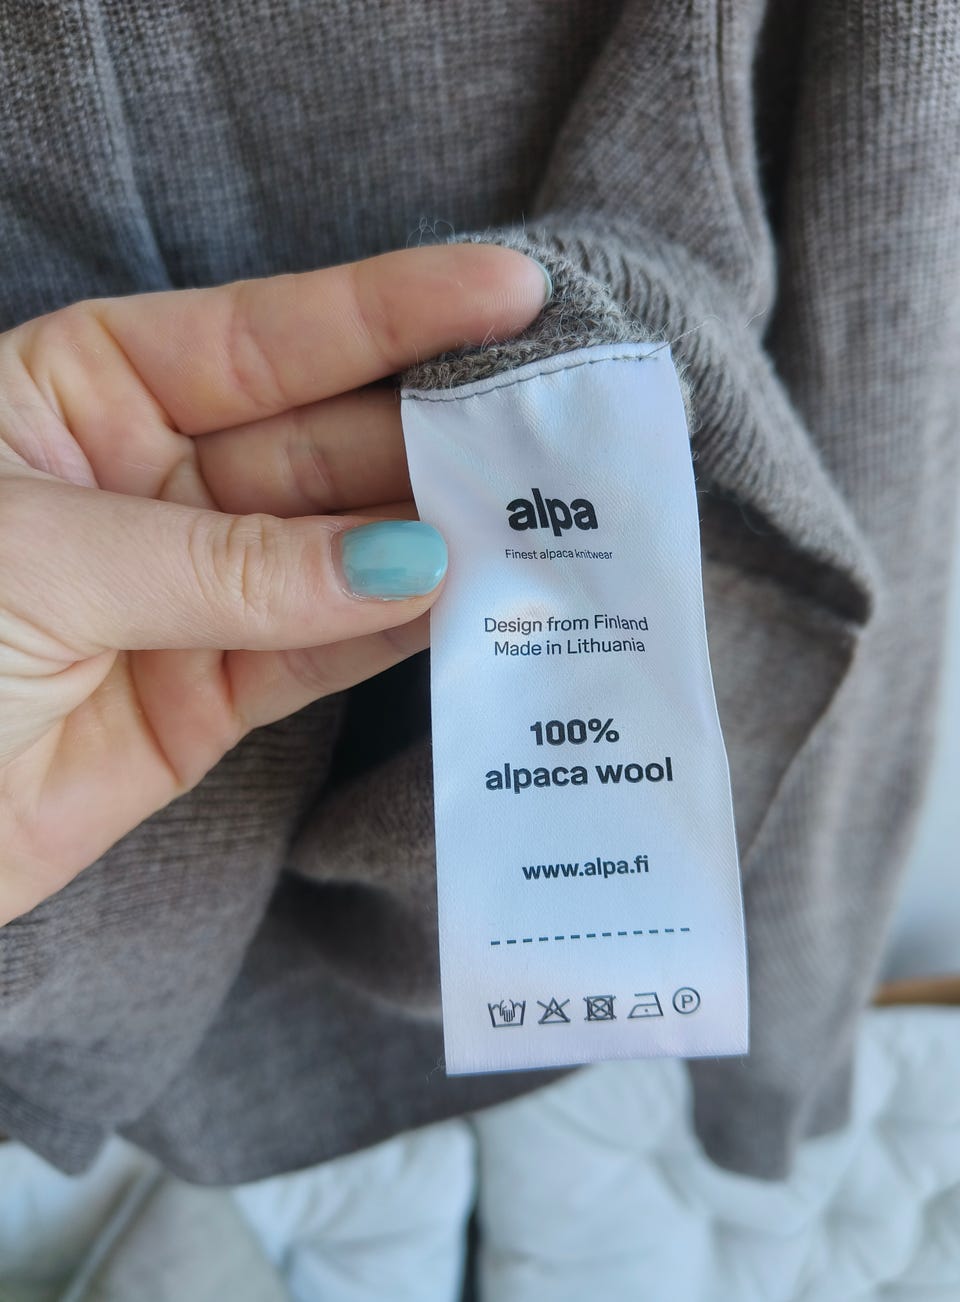 alpa
Finest alpaca knitwear
Design from Finland
Made in Lithuania
100%
alpaca wool
www.alpa.fi
P